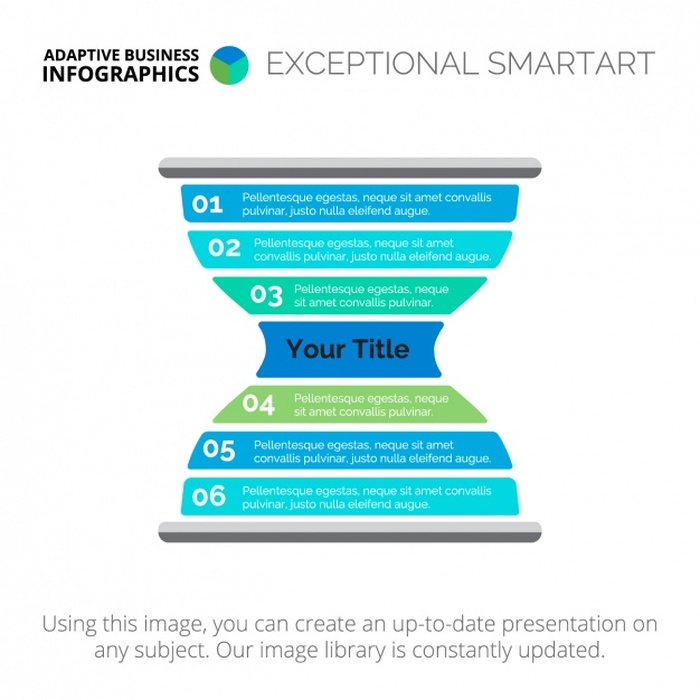 ADAPTIVE BUSINESS
INFOGRAPHICS
EXCEPTIONAL SMARTART
01
Pellentesque egestas, neque sit amet convallis
pulvinar, justo nulla eleifend augue.
02
Pellentesque egestas, neque sit amet
convallis pulvinar, justo nulla eleifend augue.
03
Pellentesque egestas, neque
sit amet convallis pulvinar.
Your Title
04
Pellentesque egestas, neque
sit amet convallis pulvinar.
05
Pellentesque egestas, neque sit amet
convallis pulvinar, justo nulla eleifend augue.
06
Pellentesque egestas, neque sit amet convallis
pulvinar, justo nulla eleifend augue.
Using this image, you can create an up-to-date presentation on
any subject. Our image library is constantly updated.